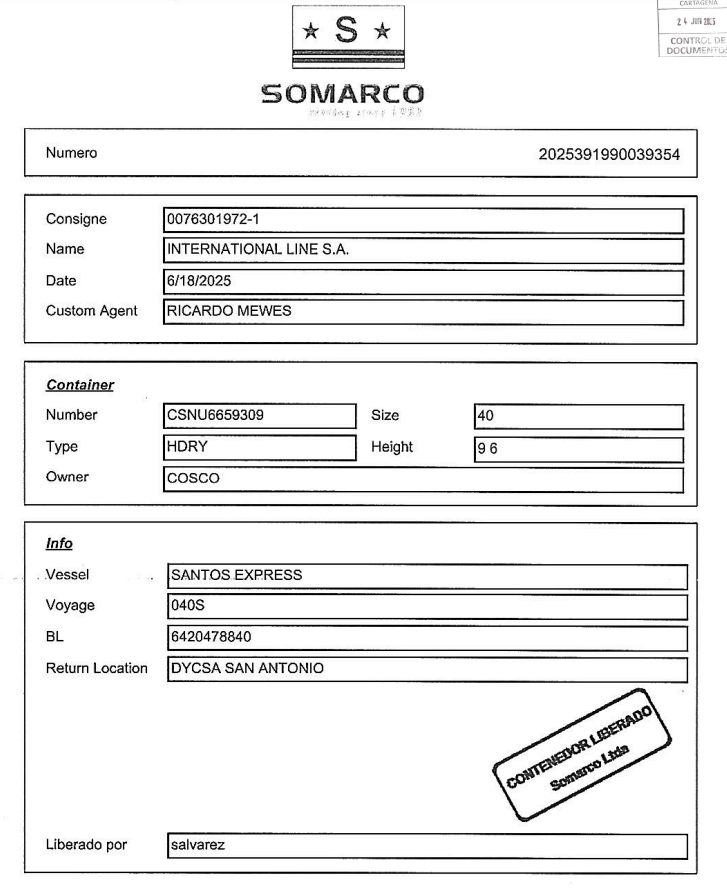 CARTAGENA
24 JUN 2025
CONTROL DE
DOCUMENTOS
S
SOMARCO
Numero 2025391990039354
Consigne 0076301972-1
Name INTERNATIONAL LINE S.A.
Date 6/18/2025
Custom Agent RICARDO MEWES
Container
Number CSNU6659309 Size 40
Type HDRY Height 9 6
Owner COSCO
Info
Vessel SANTOS EXPRESS
Voyage 040S
BL 6420478840
Return Location DYCSA SAN ANTONIO
CONTENEDOR LIBERADO
Somarco Ltda
Liberado por salvarez